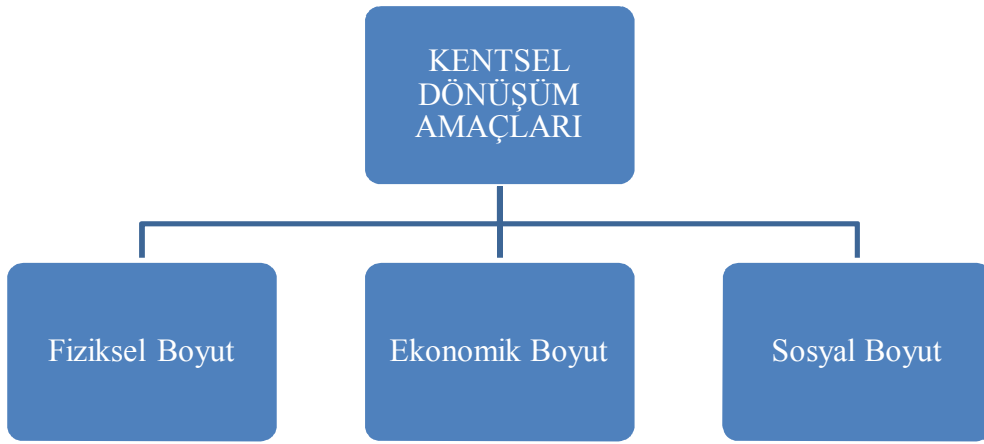 KENTSEL
DÖNÜŞÜM
AMAÇLARI
Fiziksel Boyut
Ekonomik Boyut
Sosyal Boyut